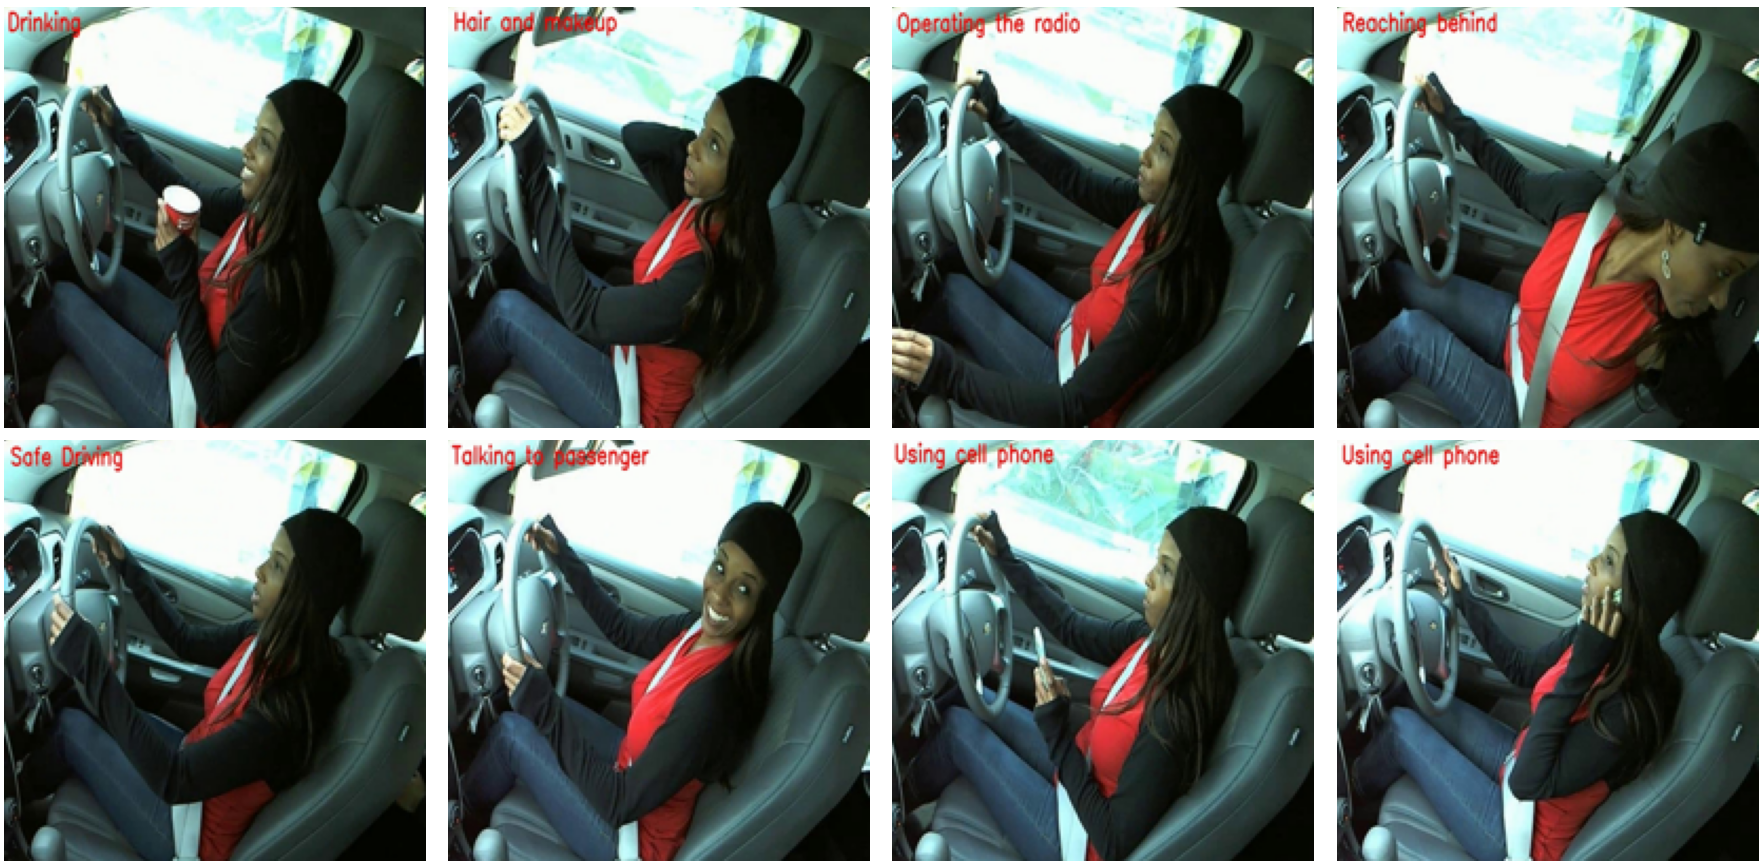 Drinking
Hair and makeup
Operating the radio
Reaching behind
Safe Driving
Talking to passenger
Using cell phone
Using cell phone